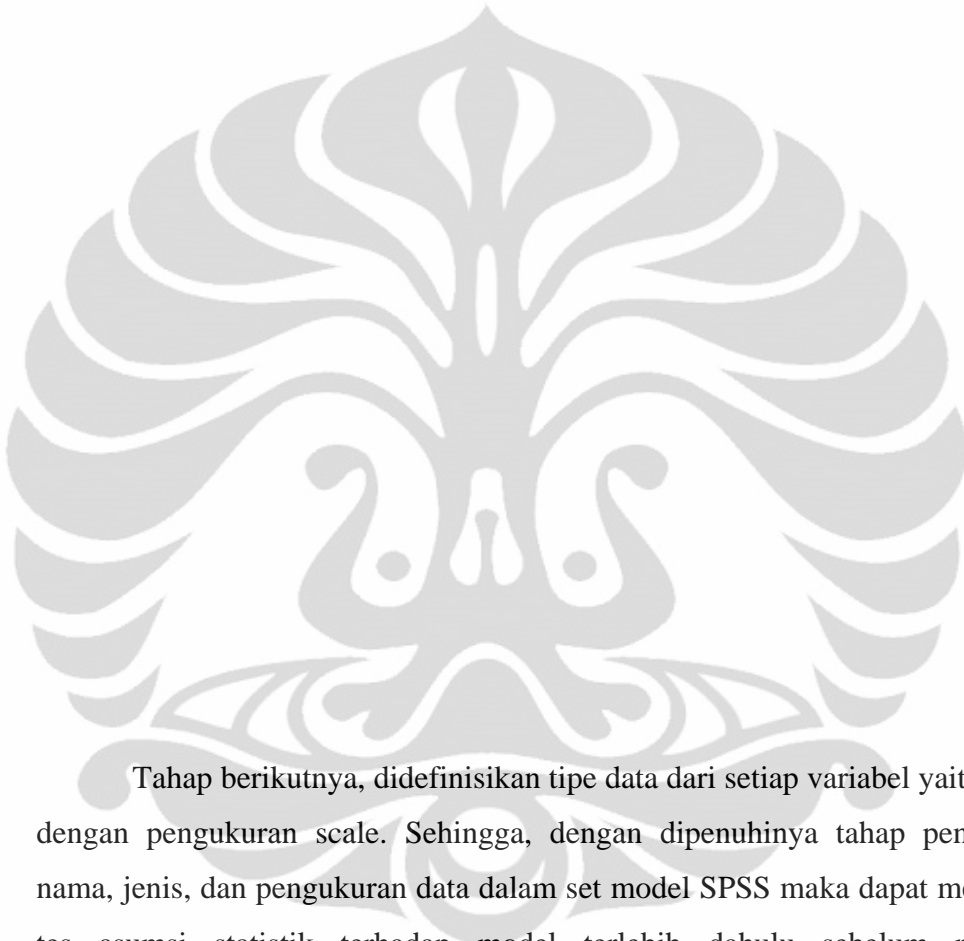 Tahap berikutnya, didefinisikan tipe data dari setiap variabel
dengan pengukuran scale. Sehingga, dengan dipenuhinya tahap
nama, jenis, dan pengukuran data dalam set model SPSS maka dapat
tes asumsi statistik terhadap model terlebih dahulu sebelum